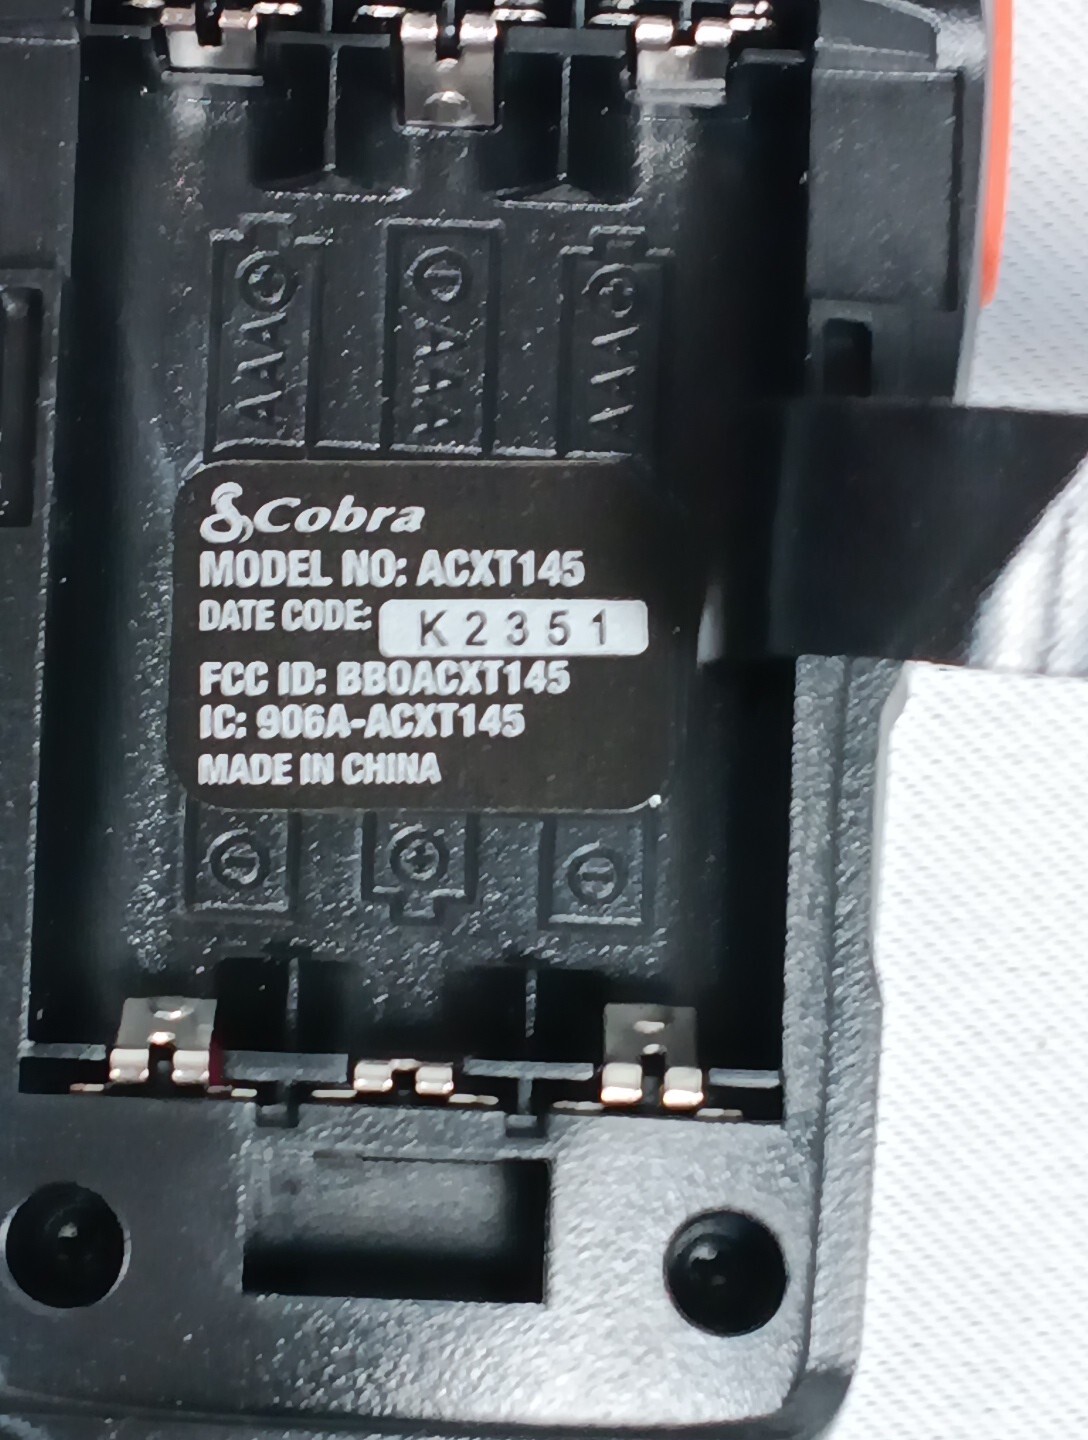 AAA AAA AAA
Cobra
MODEL NO: ACXT145
DATE CODE: K2351
FCC ID: BBOACXT145
IC: 906A-ACXT145
MADE IN CHINA